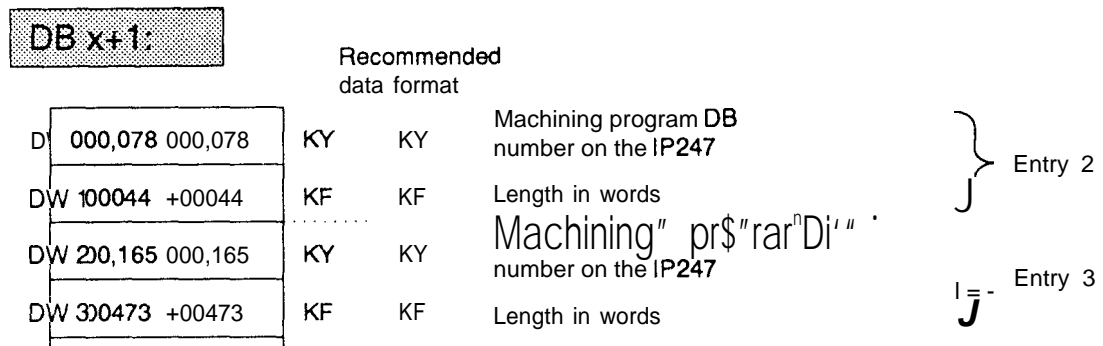 DB x+1:
Recommended
data format
D 000,078 000,078 KY KY Machining program DB
number on the IP247
Entry 2
DW 1 00044 +00044 KF KF Length in words
DW 2 00,165 000,165 KY KY Machining
number on the IP247
Entry 3
DW 3 00473 +00473 KF KF Length in words